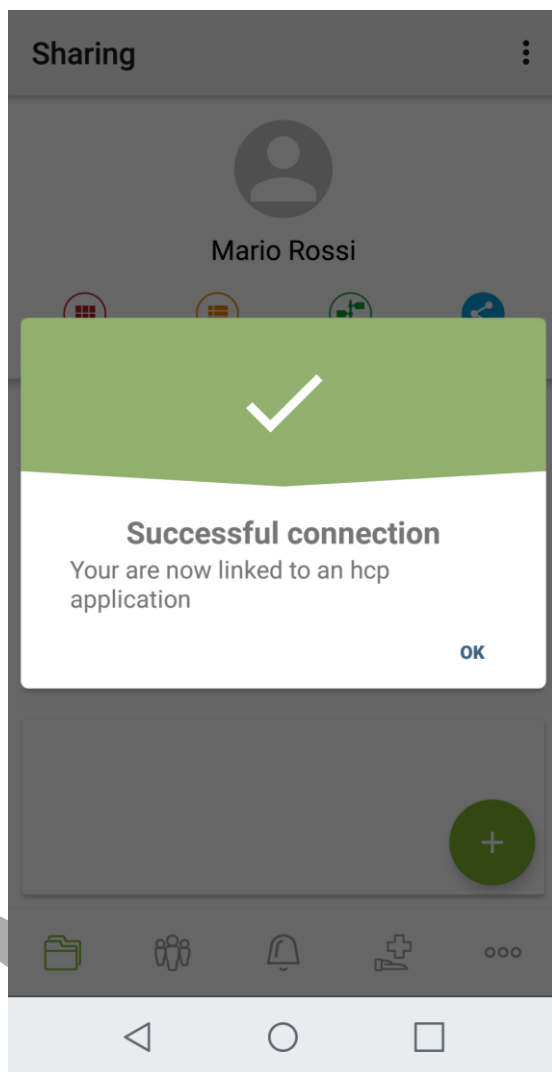 Sharing
Mario Rossi
Successful connection
Your are now linked to an hcp
application
OK